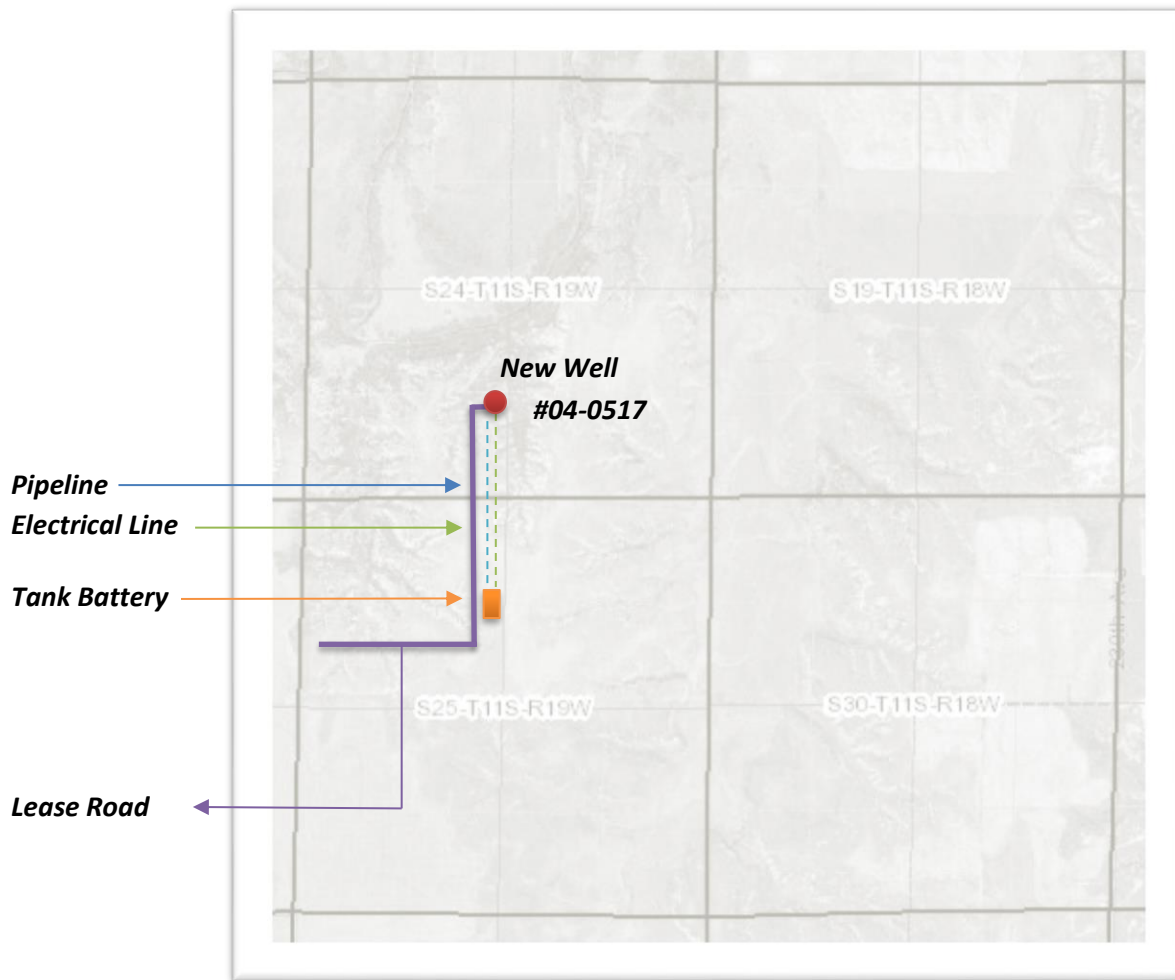 S24-T11S-R19W
S19-T11S-R18W
New Well
#04-0517
Pipeline
Electrical Line
Tank Battery
S25-T11S-R19W
S30-T11S-R18W
Lease Road